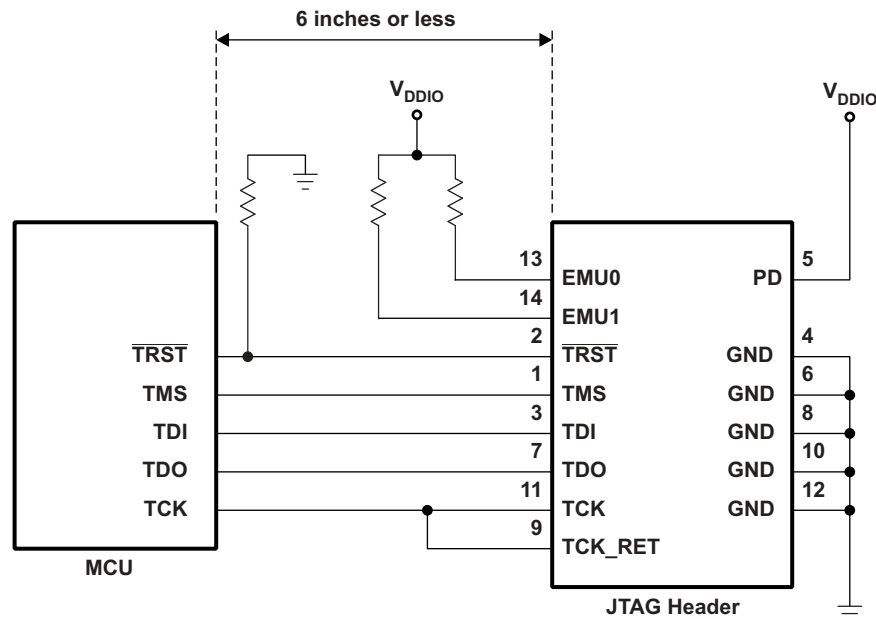 6 inches or less
VDDIO
VDDIO
13
EMU0
PD
5
14
EMU1
2
4
TRST
TRST
GND
1
6
TMS
TMS
GND
3
8
TDI
TDI
GND
7
10
TDO
TDO
GND
11
12
TCK
TCK
GND
9
TCK_RET
MCU
JTAG Header